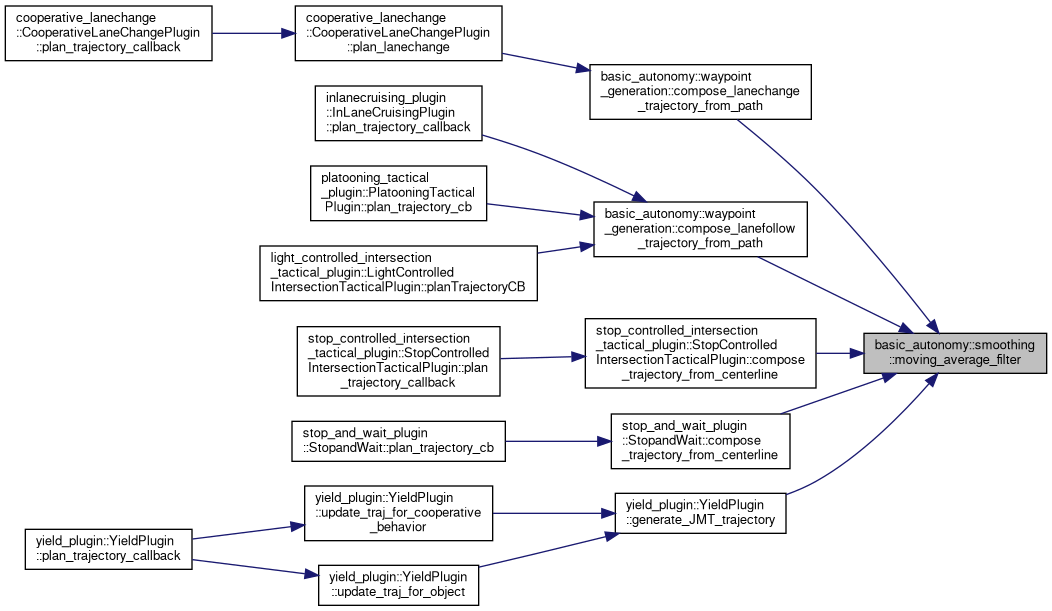 cooperative_lanechange
::CooperativeLaneChangePlugin
::plan_trajectory_callback
cooperative_lanechange
::CooperativeLaneChangePlugin
::plan_lanechange
basic_autonomy::waypoint
_generation::compose_lanechange
_trajectory_from_path
inlanecruising_plugin
::InLaneCruisingPlugin
::plan_trajectory_callback
platooning_tactical
_plugin::PlatooningTactical
Plugin::plan_trajectory_cb
basic_autonomy::waypoint
_generation::compose_lanefollow
_trajectory_from_path
light_controlled_intersection
_tactical_plugin::LightControlled
IntersectionTacticalPlugin::planTrajectoryCB
stop_controlled_intersection
_tactical_plugin::StopControlled
IntersectionTacticalPlugin::plan
_trajectory_callback
stop_controlled_intersection
_tactical_plugin::StopControlled
IntersectionTacticalPlugin::compose
_trajectory_from_centerline
basic_autonomy::smoothing
::moving_average_filter
stop_and_wait_plugin
::StopandWait::plan_trajectory_cb
stop_and_wait_plugin
::StopandWait::compose
_trajectory_from_centerline
yield_plugin::YieldPlugin
::update_traj_for_cooperative
_behavior
yield_plugin::YieldPlugin
::generate_JMT_trajectory
yield_plugin::YieldPlugin
::plan_trajectory_callback
yield_plugin::YieldPlugin
::update_traj_for_object